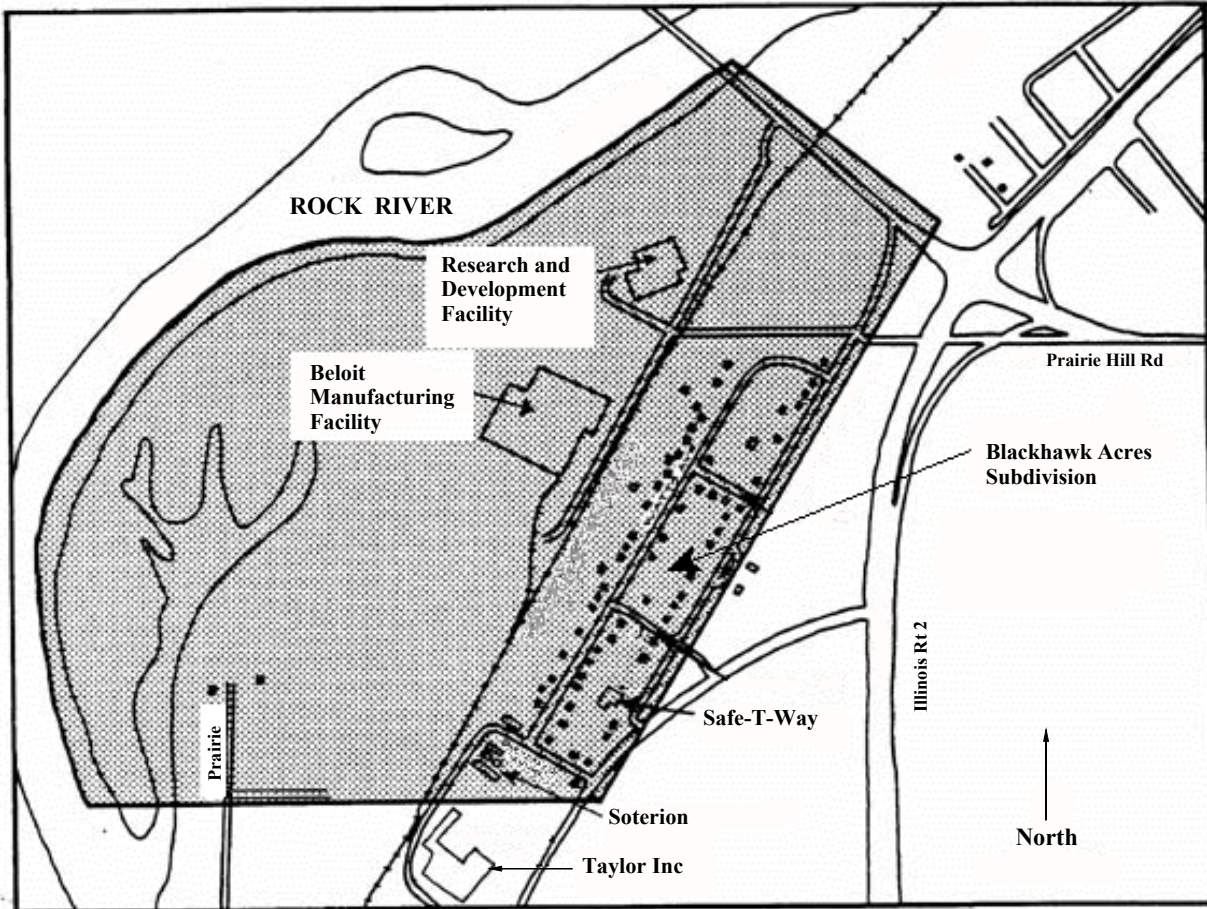 ROCK RIVER
Research and
Development
Facility
Beloit
Manufacturing
Facility
Prairie Hill Rd
Blackhawk Acres
Subdivision
Illinois Rt 2
Prairie
Safe-T-Way
Soterion
North
Taylor Inc